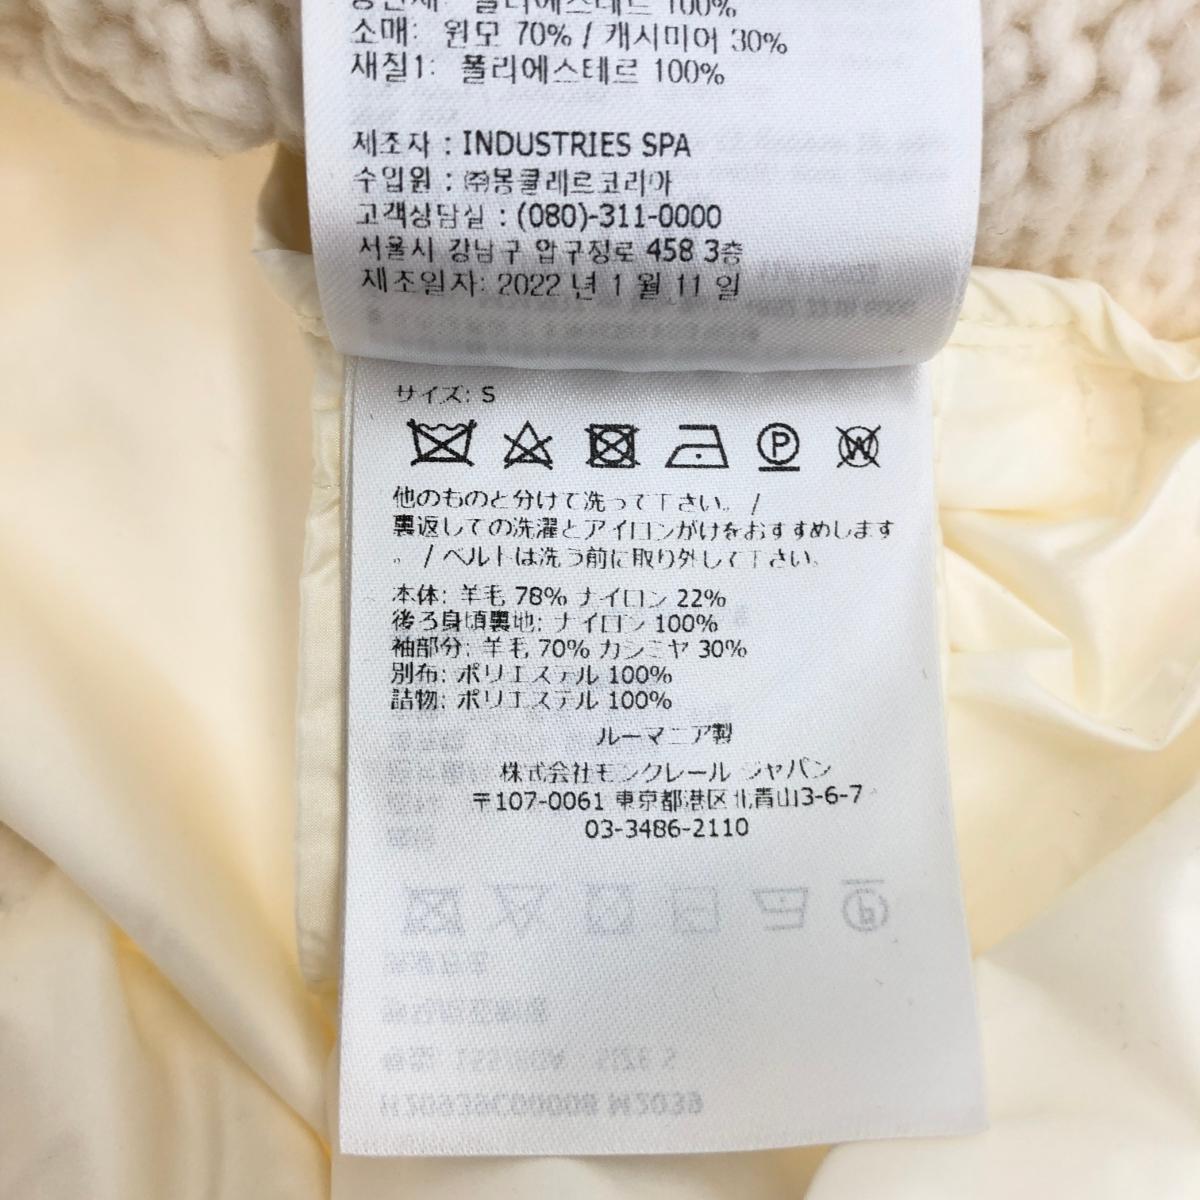 폴리에스테르 100%
소매: 원모 70% / 캐시미어 30%
재질1: 폴리에스테르 100%
제조자 : INDUSTRIES SPA
수입원 : ㈜몽클레르코리아
고객상담실 : (080)-311-0000
서울시 강남구 압구정로 458 3층
제조일자: 2022 년 1 월 11 일
サイズ: S
P
W
他のものと分けて洗って下さい。 /
裏返しての洗濯とアイロンがけをおすすめします
。 / ベルトは洗う前に取り外して下さい。
本体: 羊毛 78% ナイロン 22%
後ろ身頃裏地: ナイロン 100%
袖部分: 羊毛 70% カシミヤ 30%
別布: ポリエステル 100%
詰物: ポリエステル 100%
ルーマニア製
株式会社モンクレール ジャパン
〒107-0061 東京都港区北青山3-6-7
03-3486-2110